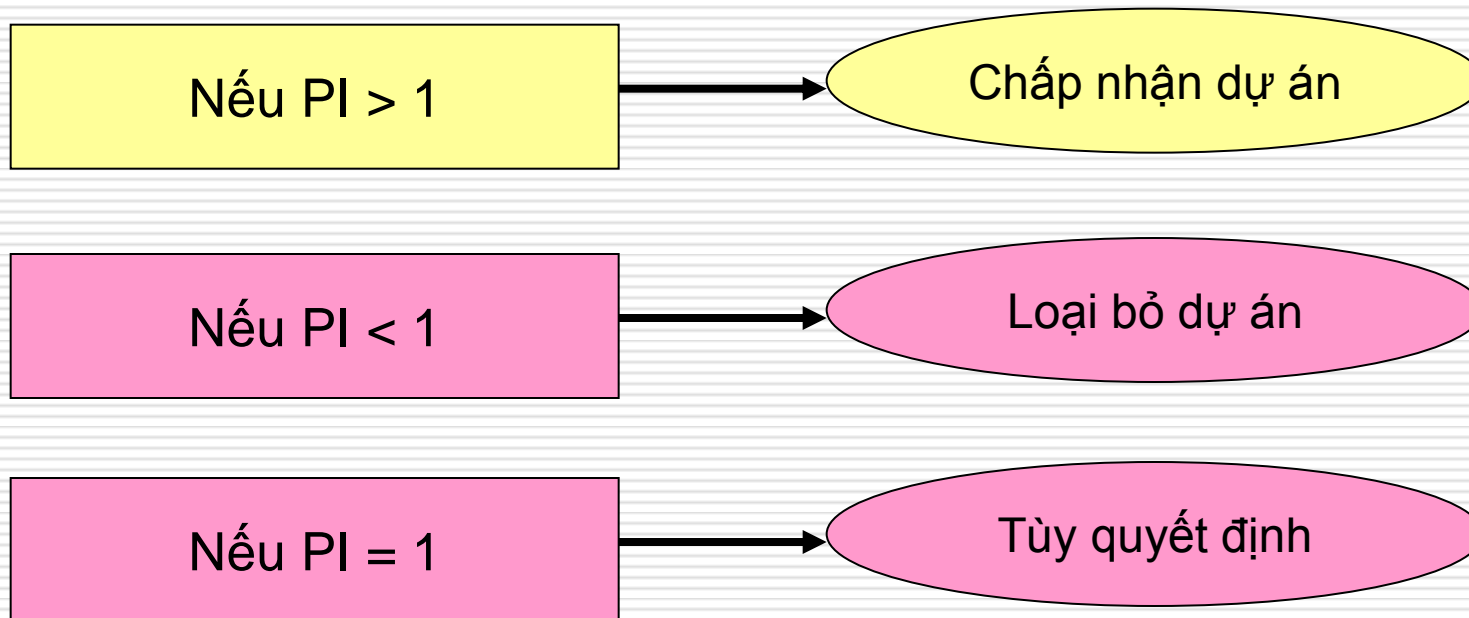 Nếu PI > 1
Chấp nhận dự án
Nếu PI < 1
Loại bỏ dự án
Nếu PI = 1
Tùy quyết định